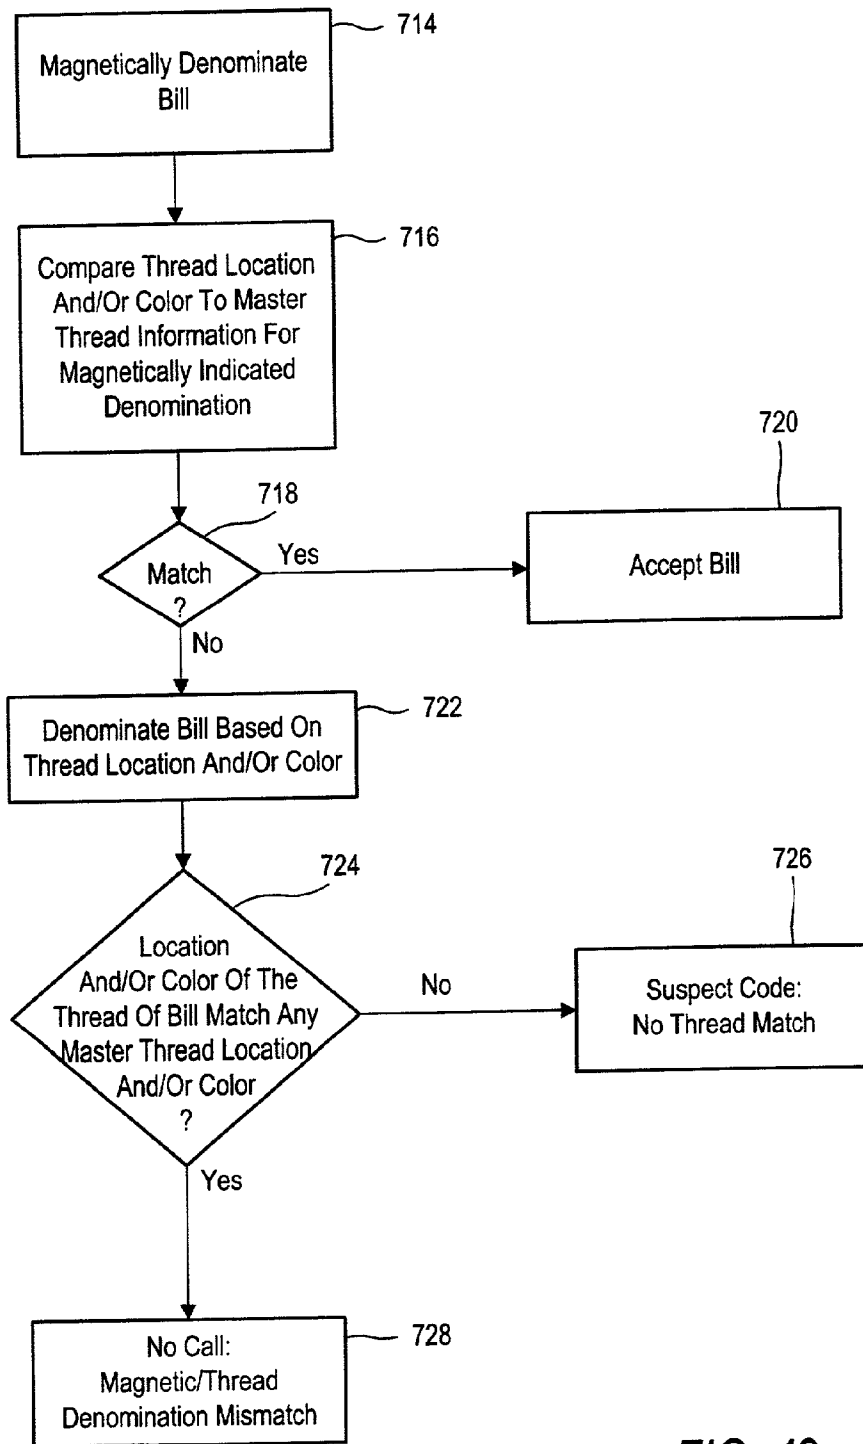 714
Magnetically Denominate
Bill
716
Compare Thread Location
And/Or Color To Master
Thread Information For
Magnetically Indicated
Denomination
718
Match
?
Yes
720
Accept Bill
No
722
Denominate Bill Based On
Thread Location And/Or Color
724
Location
And/Or Color Of The
Thread Of Bill Match Any
Master Thread Location
And/Or Color
?
No
726
Suspect Code:
No Thread Match
Yes
728
No Call:
Magnetic/Thread
Denomination Mismatch